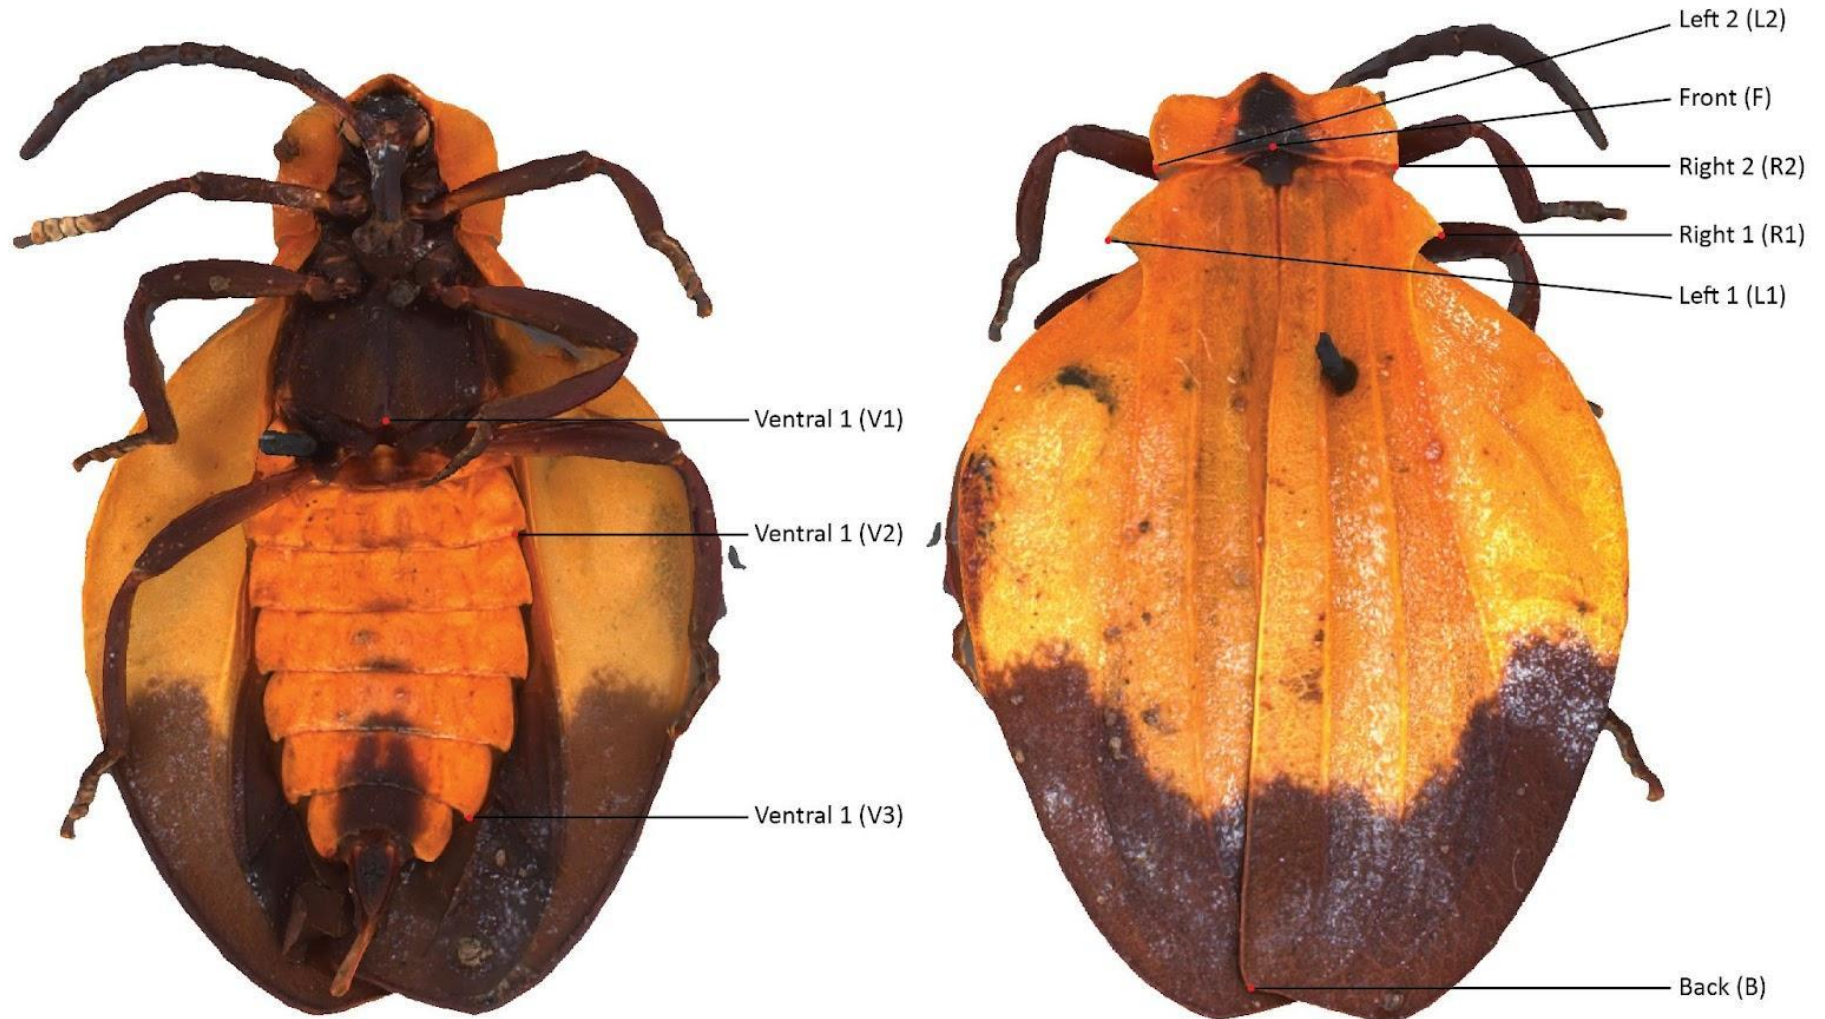 Left 2 (L2)
Front (F)
Right 2 (R2)
Right 1 (R1)
Left 1 (L1)
Ventral 1 (V1)
Ventral 1 (V2)
Ventral 1 (V3)
Back (B)